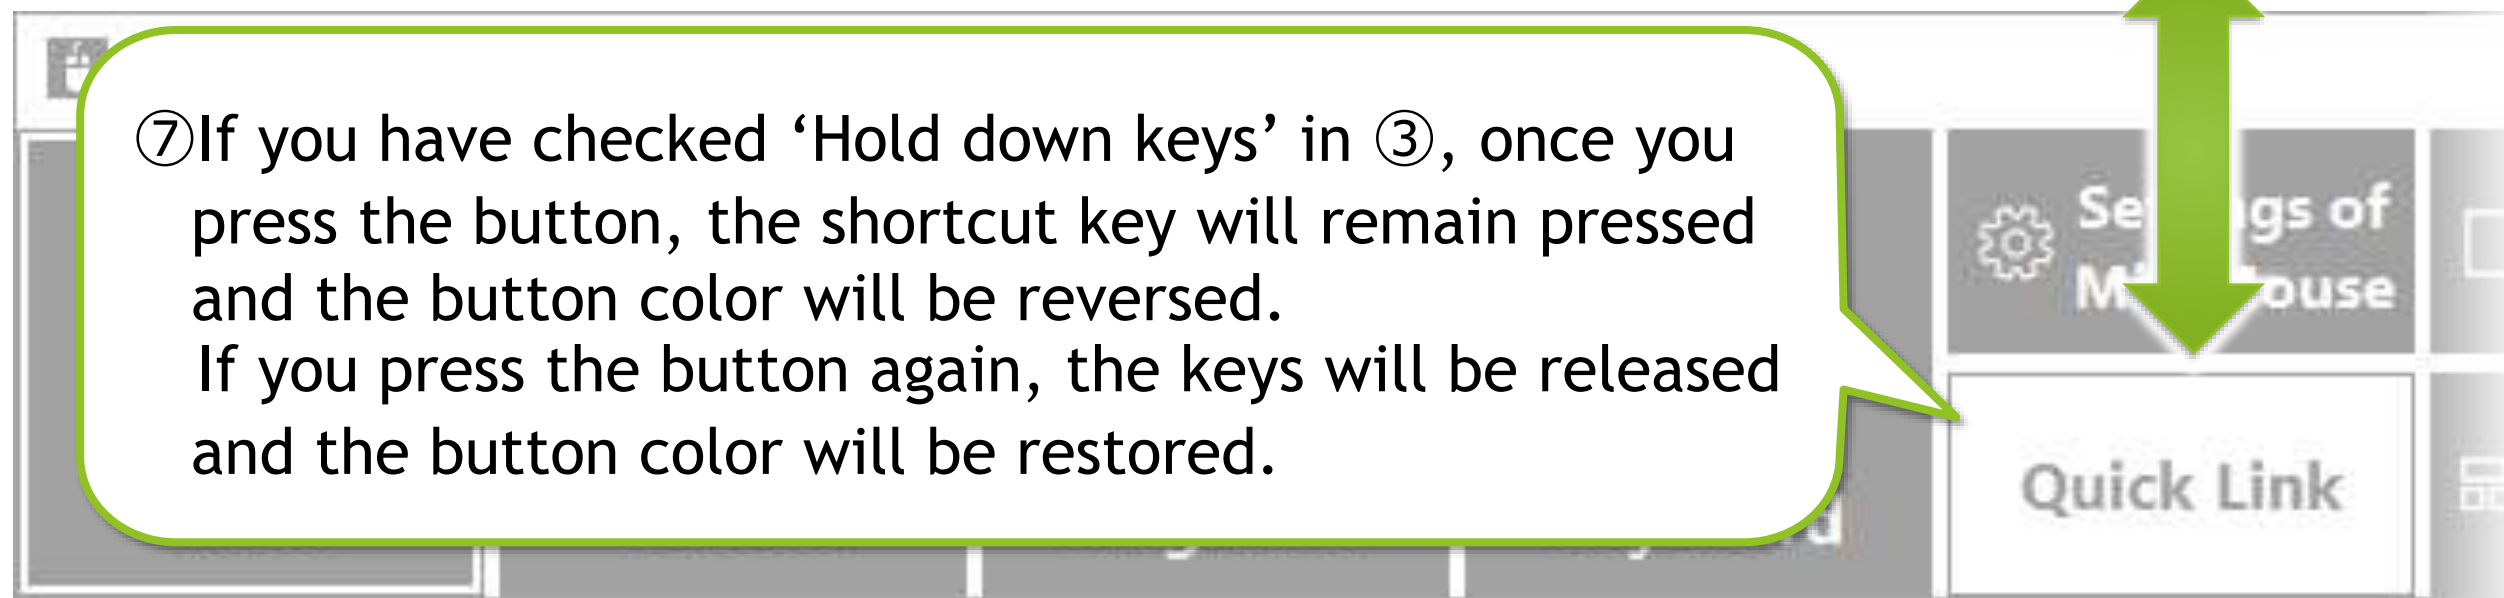 ⑦If you have checked ‘Hold down keys’ in ③, once you
press the button, the shortcut key will remain pressed
and the button color will be reversed.
If you press the button again, the keys will be released
and the button color will be restored.
of
Quick Link